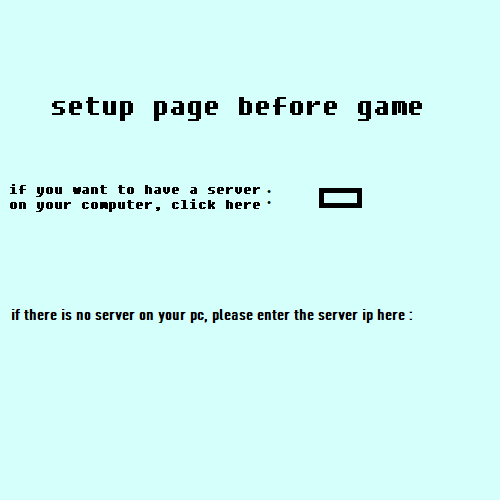 setup page before game
if you want to have a server :
on your computer, click here
if there is no server on your pc, please enter the server ip here :